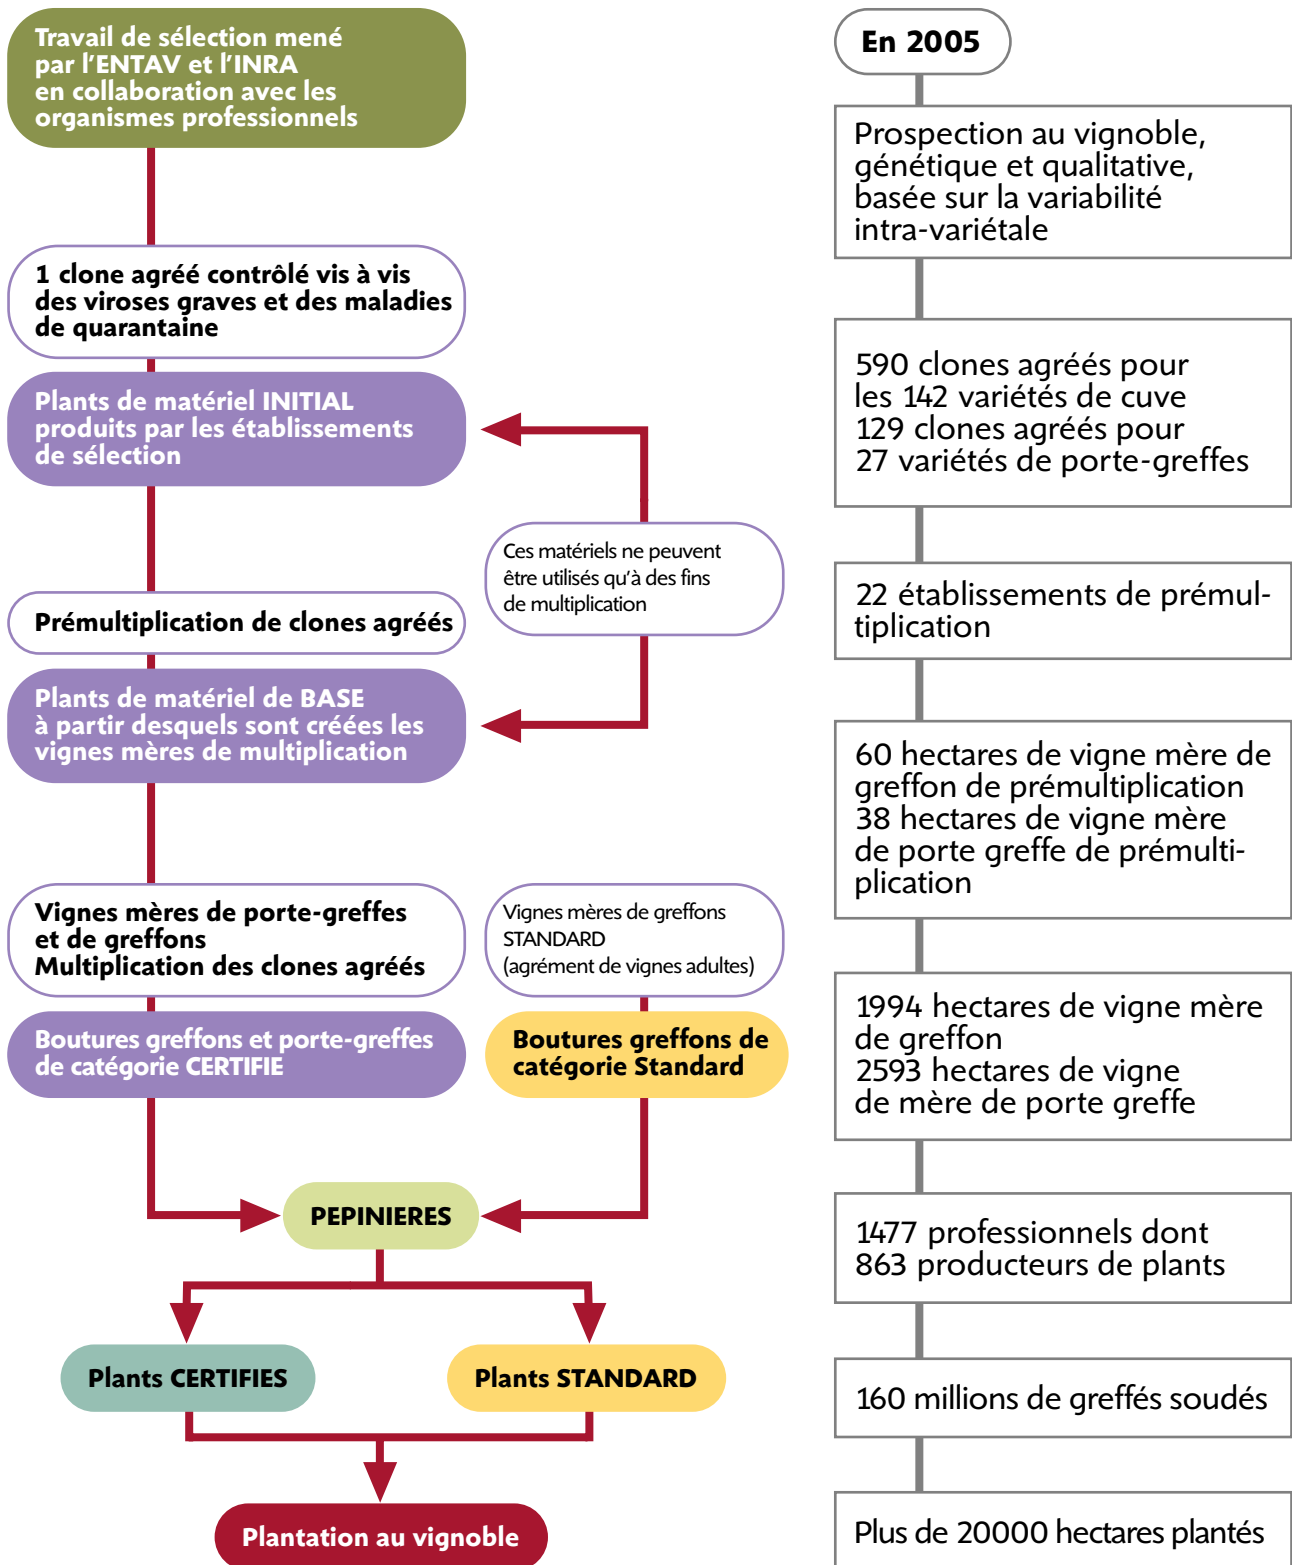 Travail de sélection mené
par l'ENTAV et l'INRA
en collaboration avec les
organismes professionnels
1 clone agréé contrôlé vis à vis
des viroses graves et des maladies
de quarantaine
Plants de matériel INITIAL
produits par les établissements
de sélection
Ces matériels ne peuvent
être utilisés qu'à des fins
de multiplication
Prémultiplication de clones agréés
Plants de matériel de BASE
à partir desquels sont créées les
vignes mères de multiplication
Vignes mères de porte-greffes
et de greffons
Multiplication des clones agréés
Vignes mères de greffons
STANDARD
(agrément de vignes adultes)
Boutures greffons et porte-greffes
de catégorie CERTIFIE
Boutures greffons de
catégorie Standard
PEPINIERES
Plants CERTIFIES
Plants STANDARD
Plantation au vignoble
En 2005
Prospection au vignoble,
génétique et qualitative,
basée sur la variabilité
intra-variétale
590 clones agréés pour
les 142 variétés de cuve
129 clones agréés pour
27 variétés de porte-greffes
22 établissements de prémul-
tiplication
60 hectares de vigne mère de
greffon de prémultiplication
38 hectares de vigne mère
de porte greffe de prémulti-
plication
1994 hectares de vigne mère
de greffon
2593 hectares de vigne
de mère de porte greffe
1477 professionnels dont
863 producteurs de plants
160 millions de greffés soudés
Plus de 20000 hectares plantés